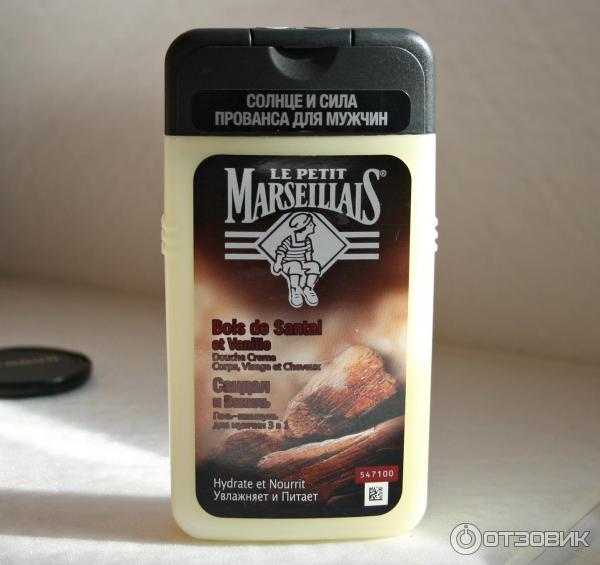 СОЛНЦЕ И СИЛА
ПРОВАНСА ДЛЯ МУЖЧИН
LE PETIT
MARSEILLAIS®
Bois de Santal
et Vanille
Douche Creme
Corps, Visage et Cheveux
Сандал
и Ваниль
Гель-шампунь
для мужчин 3 в 1
547100
Hydrate et Nourrit
Увлажняет и Питает
ОТЗОВИК